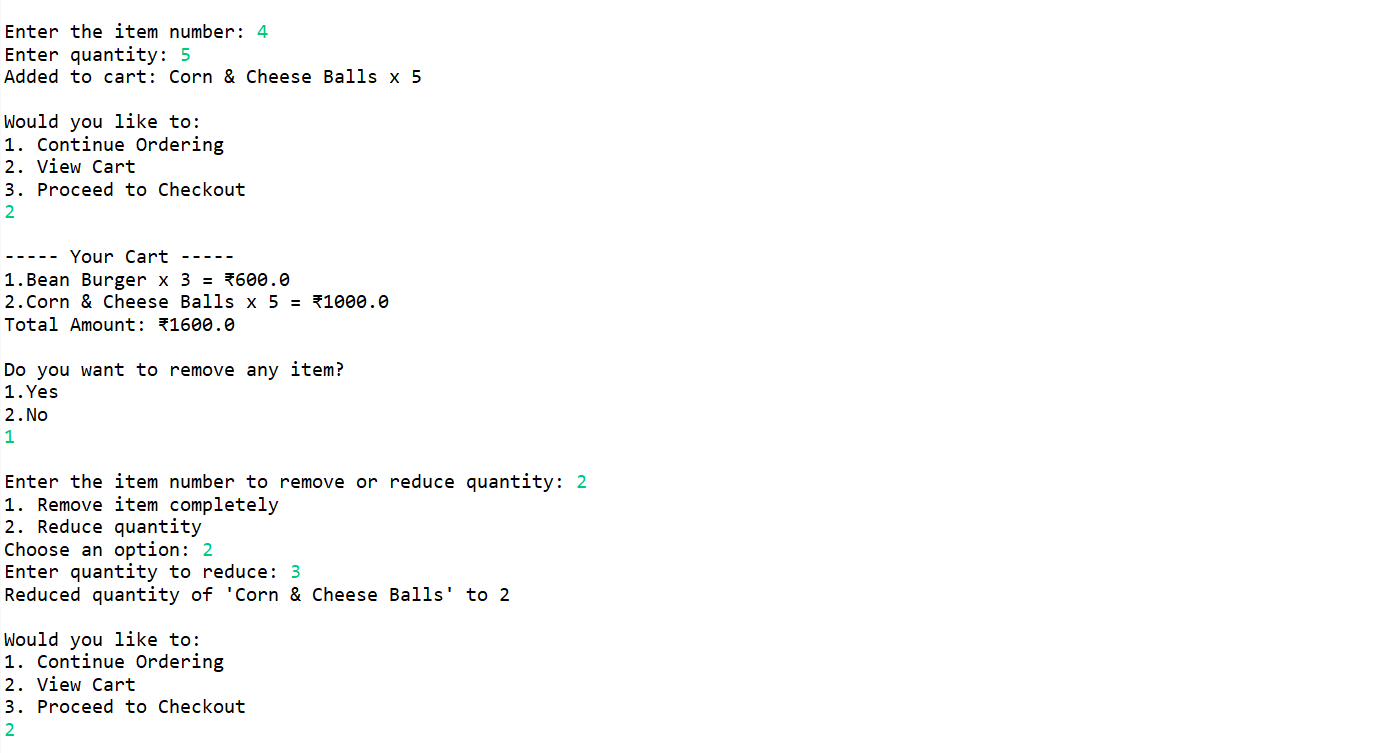 Enter the item number: 4
Enter quantity: 5
Added to cart: Corn & Cheese Balls x 5
Would you like to:
1. Continue Ordering
2. View Cart
3. Proceed to Checkout
2
----- Your Cart -----
1.Bean Burger x 3 = ₹600.0
2.Corn & Cheese Balls x 5 = ₹1000.0
Total Amount: ₹1600.0
Do you want to remove any item?
1.Yes
2.No
1
Enter the item number to remove or reduce quantity: 2
1. Remove item completely
2. Reduce quantity
Choose an option: 2
Enter quantity to reduce: 3
Reduced quantity of 'Corn & Cheese Balls' to 2
Would you like to:
1. Continue Ordering
2. View Cart
3. Proceed to Checkout
2